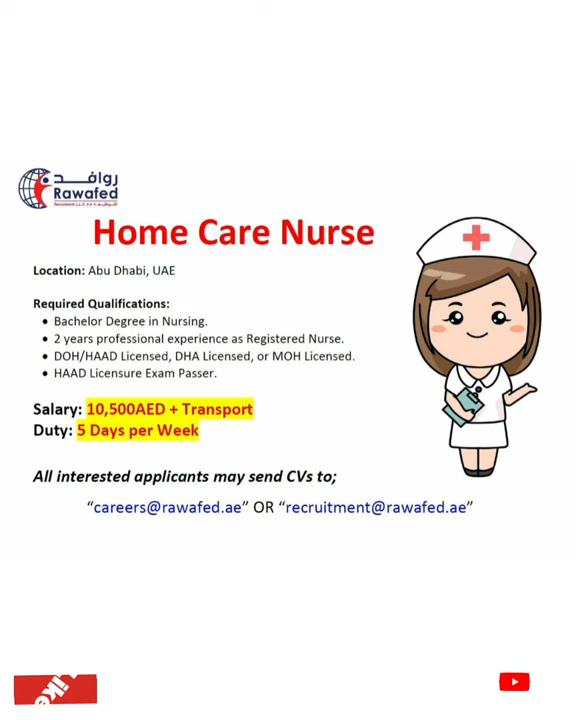 روافد
Rawafed
Home Care Nurse
Location: Abu Dhabi, UAE
Required Qualifications:
• Bachelor Degree in Nursing.
• 2 years professional experience as Registered Nurse.
• DOH/HAAD Licensed, DHA Licensed, or MOH Licensed.
• HAAD Licensure Exam Passer.
Salary: 10,500AED + Transport
Duty: 5 Days per Week
All interested applicants may send CVs to;
“careers@rawafed.ae” OR “recruitment@rawafed.ae”